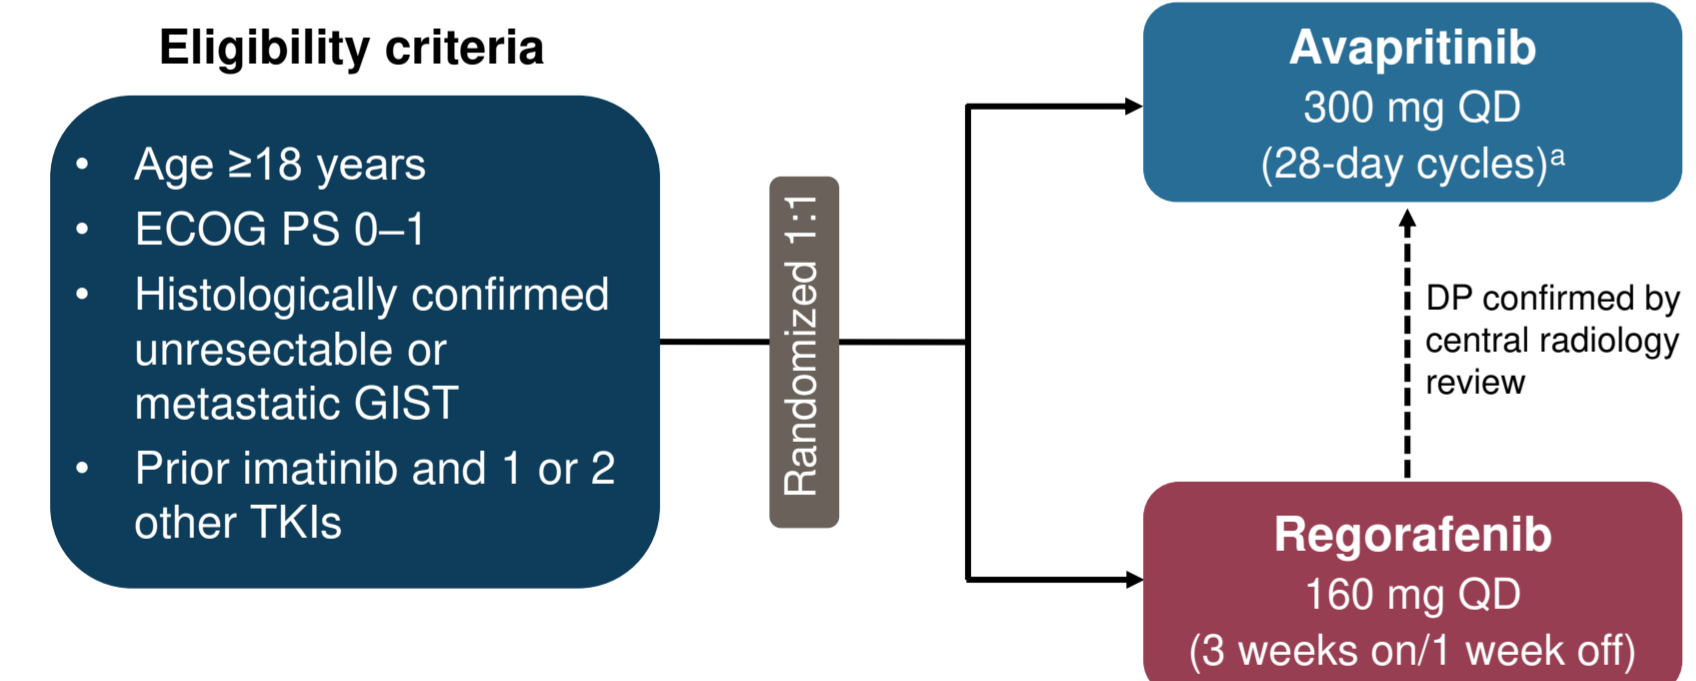 Eligibility criteria
• Age ≥18 years
• ECOG PS 0–1
• Histologically confirmed
unresectable or
metastatic GIST
• Prior imatinib and 1 or 2
other TKIs
Randomized 1:1
Avapritinib
300 mg QD
(28-day cycles)ᵃ
DP confirmed by
central radiology
review
Regorafenib
160 mg QD
(3 weeks on/1 week off)